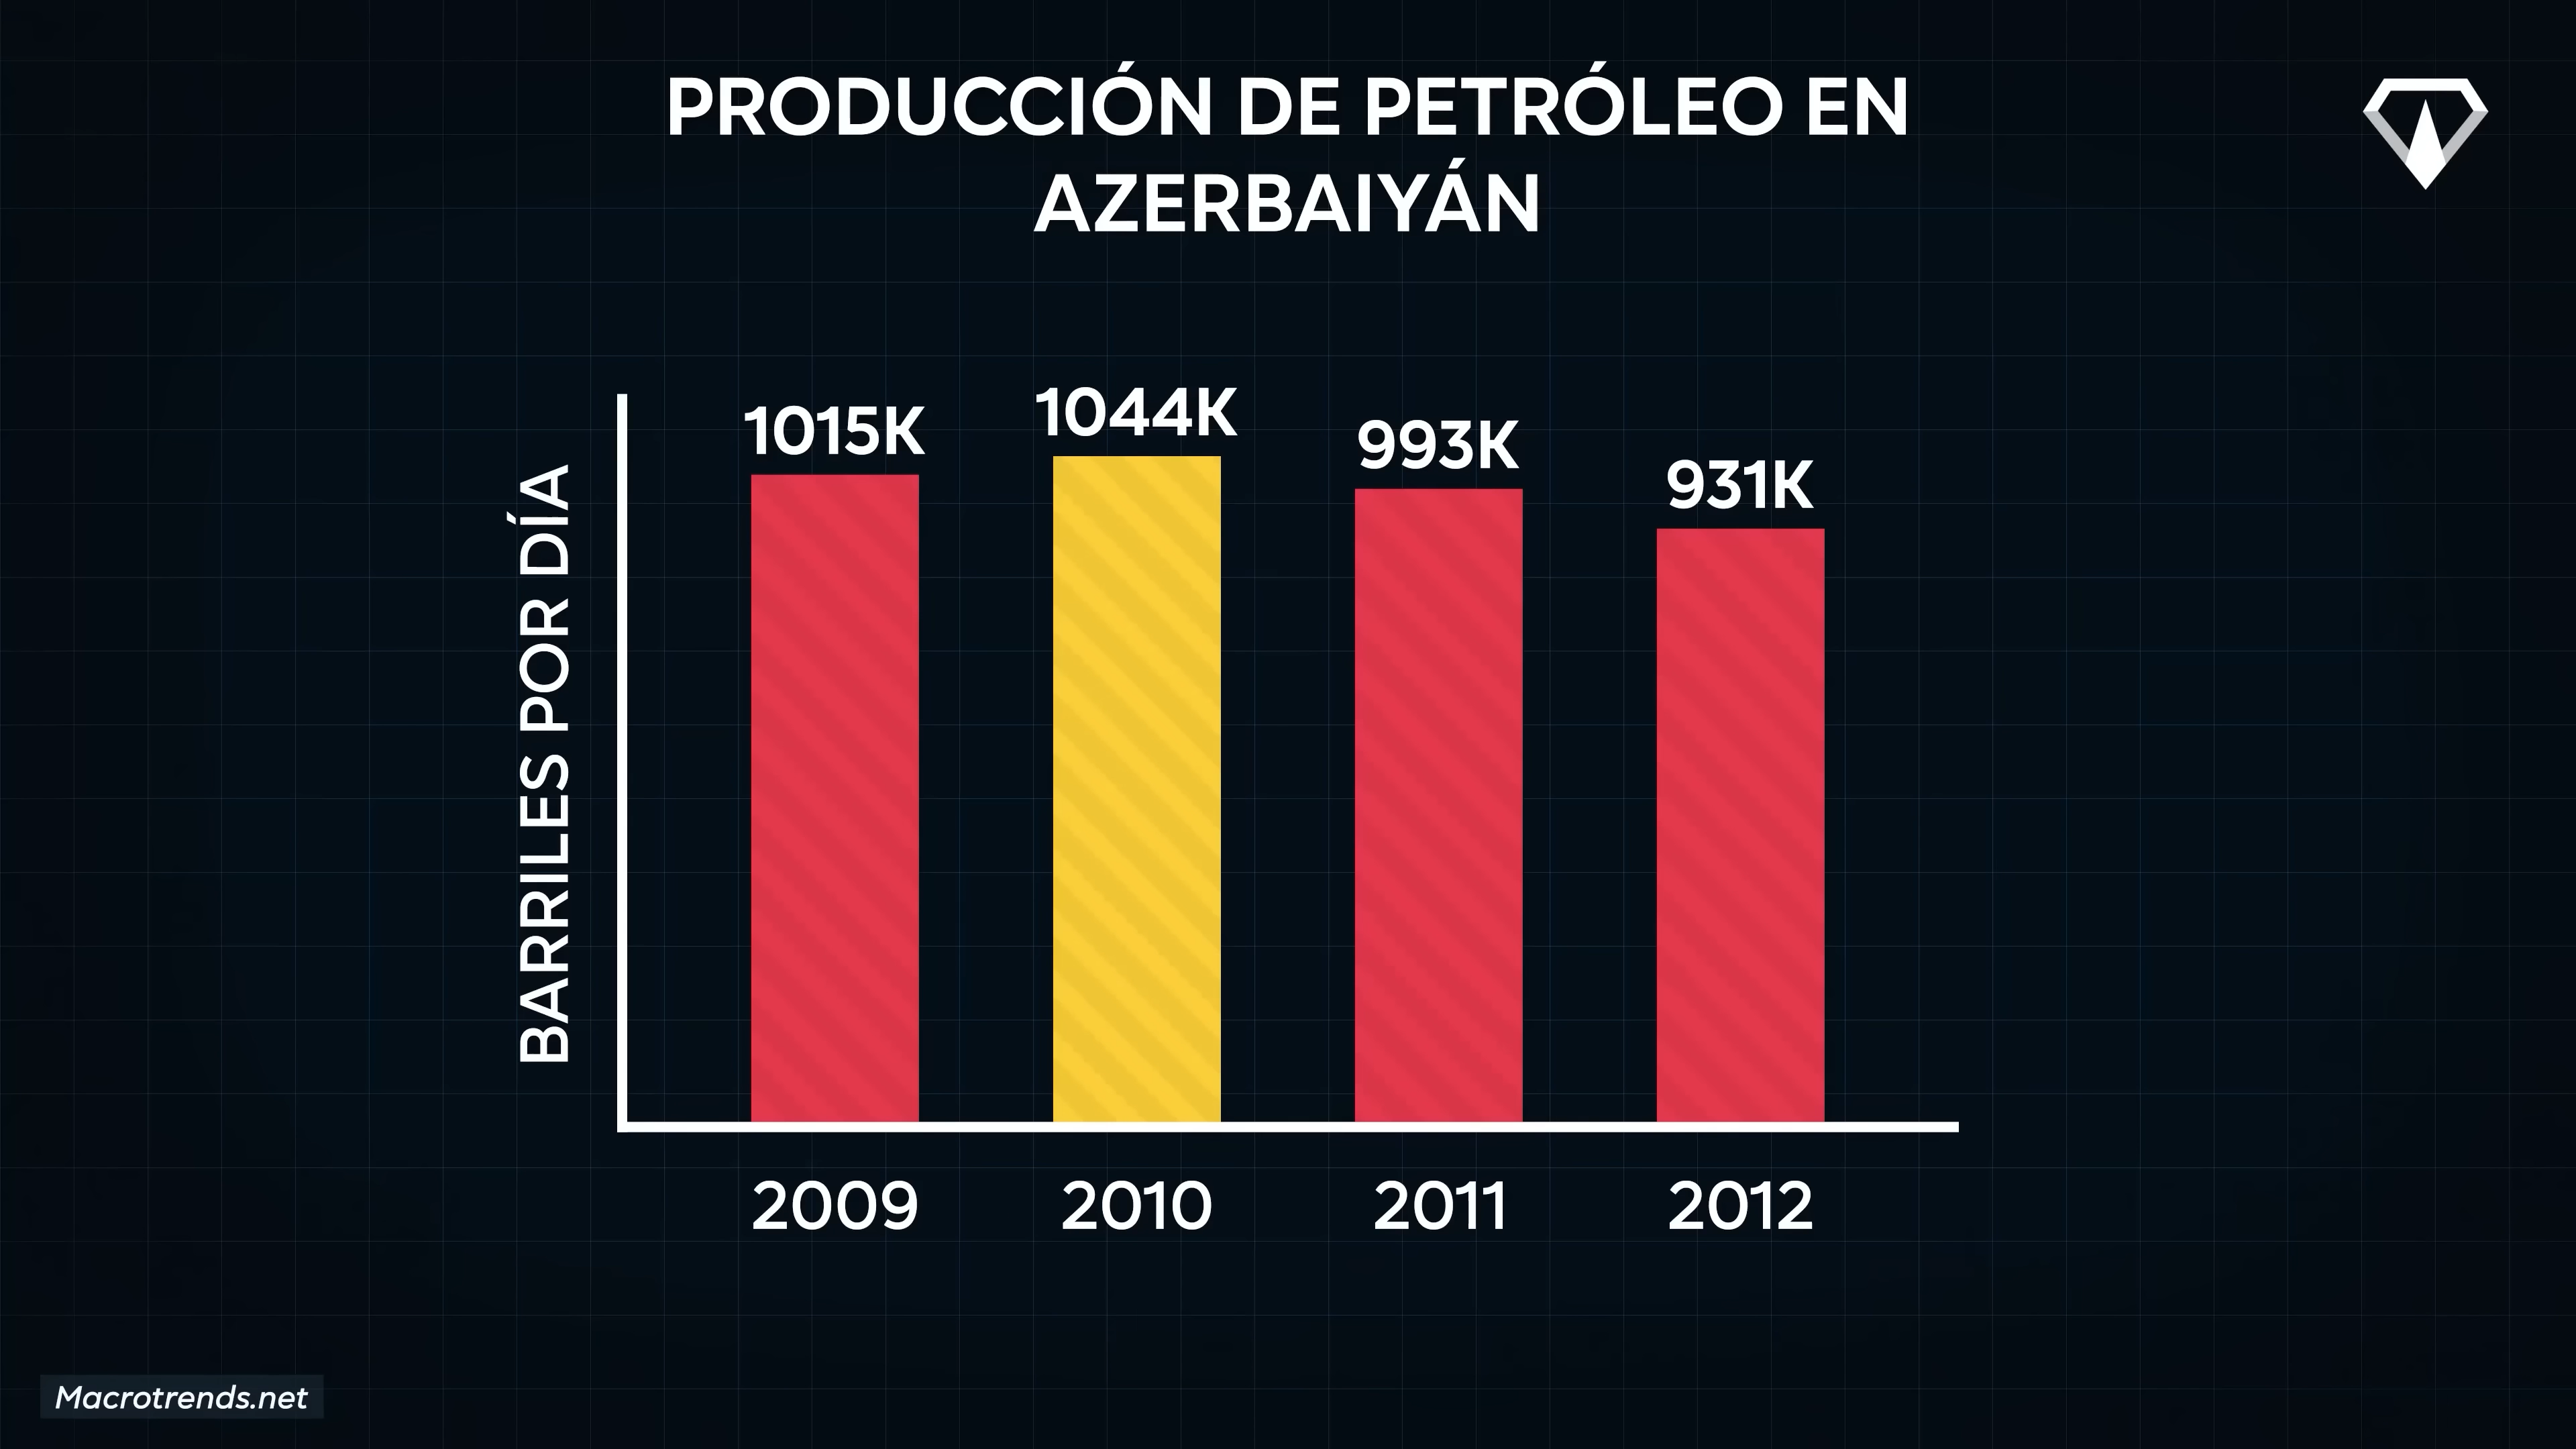 PRODUCCIÓN DE PETRÓLEO EN
AZERBAIYÁN
BARRILES POR DÍA
1015K
1044K
993K
931K
2009
2010
2011
2012
Macrotrends.net